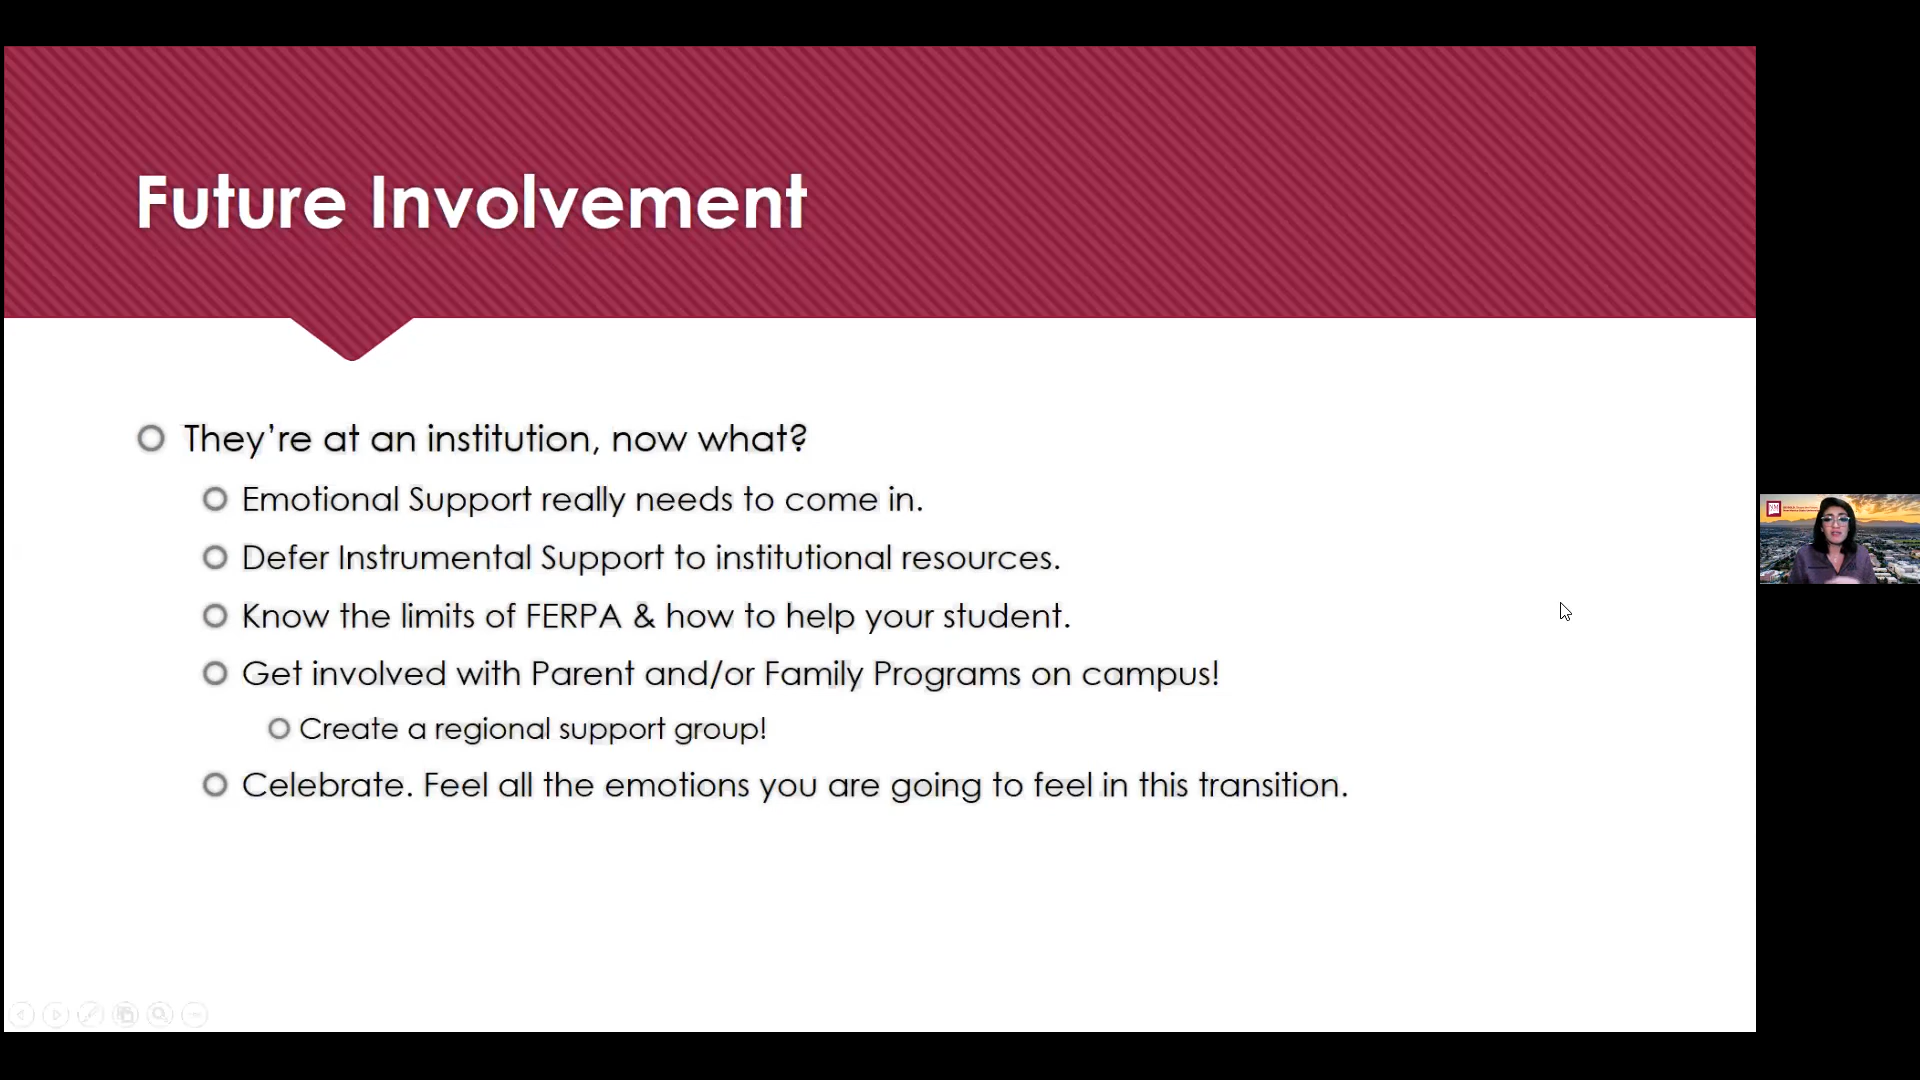 Future Involvement
They're at an institution, now what?
Emotional Support really needs to come in.
Defer Instrumental Support to institutional resources.
Know the limits of FERPA & how to help your student.
Get involved with Parent and/or Family Programs on campus!
Create a regional support group!
Celebrate. Feel all the emotions you are going to feel in this transition.